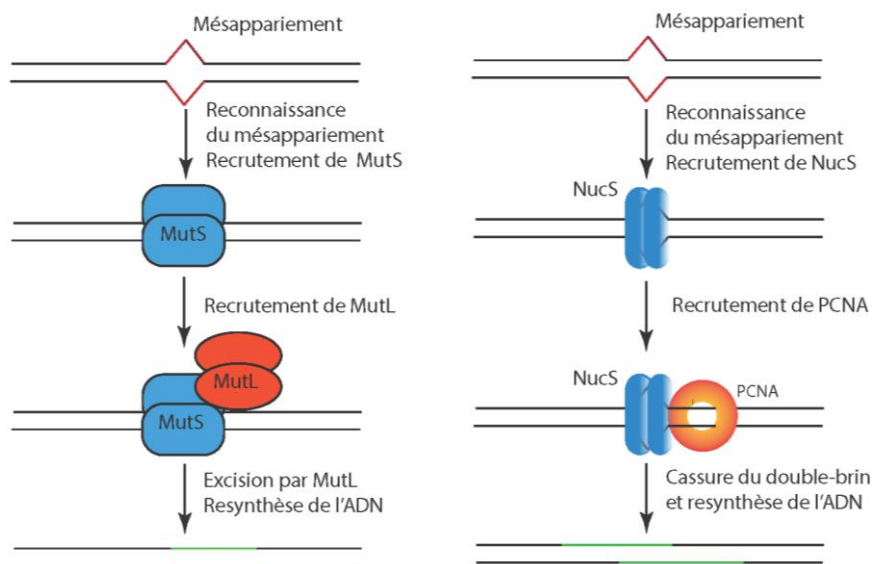 Mésappariement
Reconnaissance
du mésappariement
Recrutement de MutS
MutS
Recrutement de MutL
MutL
MutS
Excision par MutL
Resynthèse de l'ADN
Mésappariement
Reconnaissance
du mésappariement
Recrutement de NucS
NucS
Recrutement de PCNA
NucS
PCNA
Cassure du double-brin
et resynthèse de l'ADN